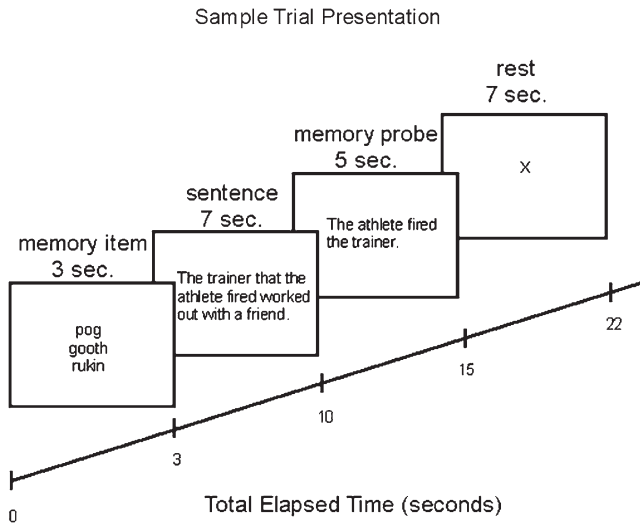 Sample Trial Presentation
rest
7 sec.
X
memory probe
5 sec.
The athlete fired
the trainer.
sentence
7 sec.
The trainer that the
athlete fired worked
out with a friend.
memory item
3 sec.
pog
gooth
rukin
0
3
10
15
22
Total Elapsed Time (seconds)